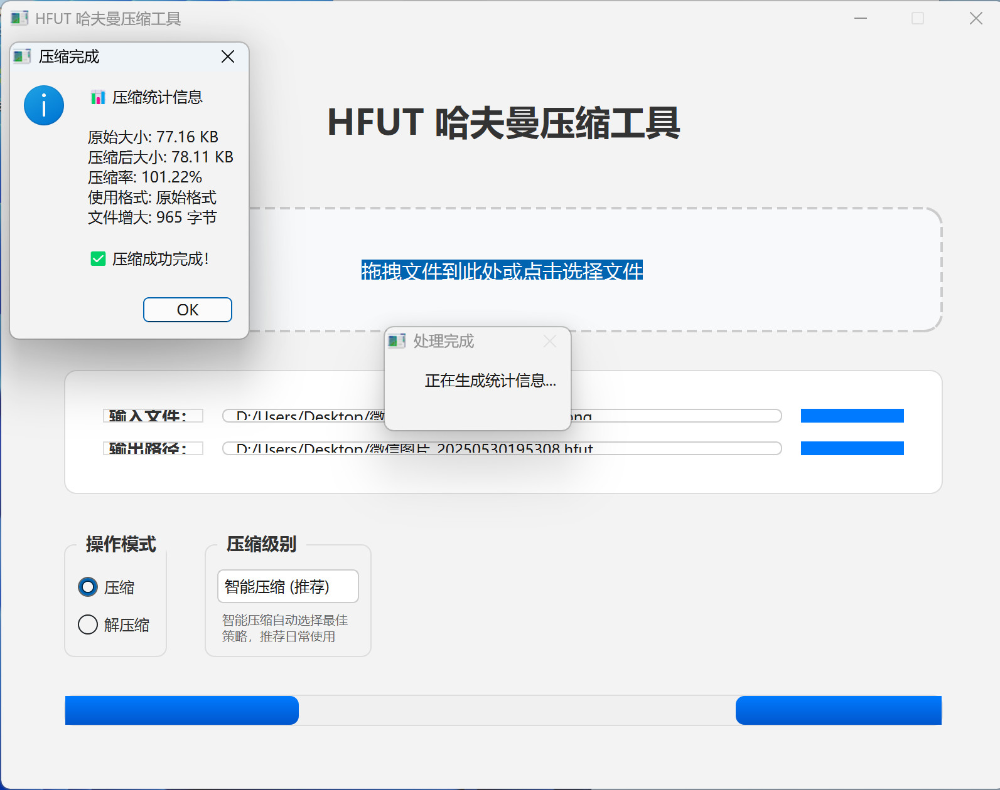 HFUT 哈夫曼压缩工具
压缩完成
📊 压缩统计信息
原始大小: 77.16 KB
压缩后大小: 78.11 KB
压缩率: 101.22%
使用格式: 原始格式
文件增大: 965 字节
✅ 压缩成功完成!
OK
HFUT 哈夫曼压缩工具
拖拽文件到此处或点击选择文件
处理完成
正在生成统计信息...
输入文件:
D:/Users/Desktop/微 png
输出路径:
D:/Users/Desktop/微信图片_20250530195308.hfut
操作模式
压缩
解压缩
压缩级别
智能压缩 (推荐)
智能压缩自动选择最佳
策略，推荐日常使用